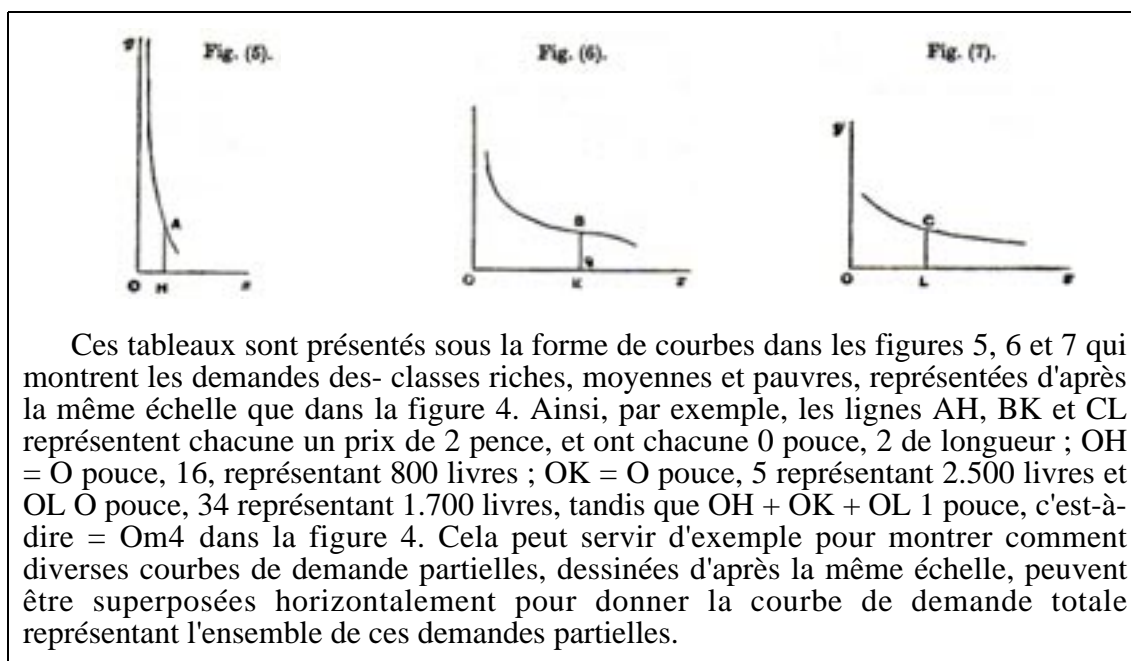 Fig. (5).
Fig. (6).
Fig. (7).
y
A
O H x
B
O K x
y
C
O L x
Ces tableaux sont présentés sous la forme de courbes dans les figures 5, 6 et 7 qui
montrent les demandes des- classes riches, moyennes et pauvres, représentées d'après
la même échelle que dans la figure 4. Ainsi, par exemple, les lignes AH, BK et CL
représentent chacune un prix de 2 pence, et ont chacune 0 pouce, 2 de longueur ; OH
= O pouce, 16, représentant 800 livres ; OK = O pouce, 5 représentant 2.500 livres et
OL O pouce, 34 représentant 1.700 livres, tandis que OH + OK + OL 1 pouce, c'est-à-
dire = Om4 dans la figure 4. Cela peut servir d'exemple pour montrer comment
diverses courbes de demande partielles, dessinées d'après la même échelle, peuvent
être superposées horizontalement pour donner la courbe de demande totale
représentant l'ensemble de ces demandes partielles.